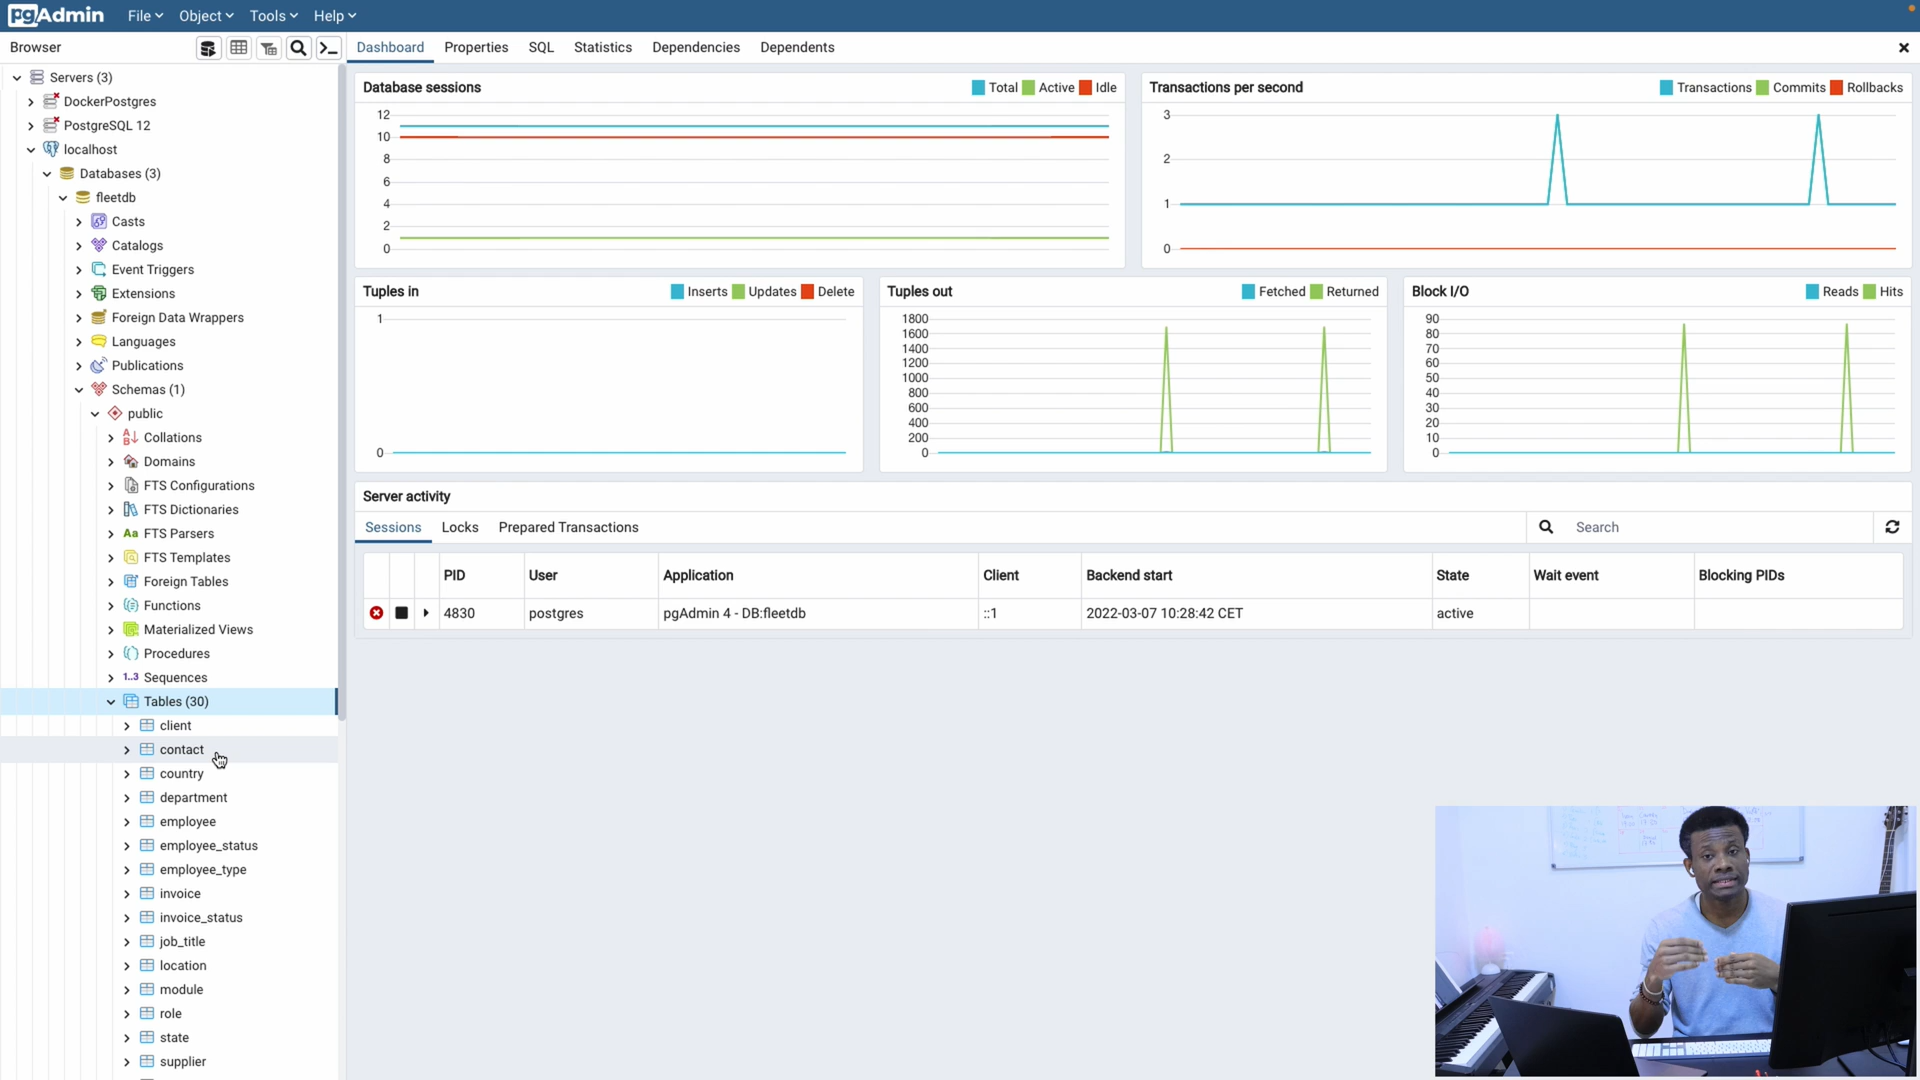 pgAdmin
File
Object
Tools
Help
Browser
Dashboard
Properties
SQL
Statistics
Dependencies
Dependents
Servers (3)
DockerPostgres
PostgreSQL 12
localhost
Databases (3)
fleetdb
Casts
Catalogs
Event Triggers
Extensions
Foreign Data Wrappers
Languages
Publications
Schemas (1)
public
Collations
Domains
FTS Configurations
FTS Dictionaries
Aa FTS Parsers
FTS Templates
Foreign Tables
Functions
Materialized Views
Procedures
1..3 Sequences
Tables (30)
client
contact
country
department
employee
employee_status
employee_type
invoice
invoice_status
job_title
location
module
role
state
supplier
Database sessions
Total Active Idle
12
10
8
6
4
2
0
Transactions per second
Transactions Commits Rollbacks
3
2
1
0
Tuples in
Inserts Updates Delete
1
0
Tuples out
Fetched Returned
1800
1600
1400
1200
1000
800
600
400
200
0
Block I/O
Reads Hits
90
80
70
60
50
40
30
20
10
0
Server activity
Sessions
Locks
Prepared Transactions
Search
PID User Application Client Backend start State Wait event Blocking PIDs
4830 postgres pgAdmin 4 - DB:fleetdb ::1 2022-03-07 10:28:42 CET active